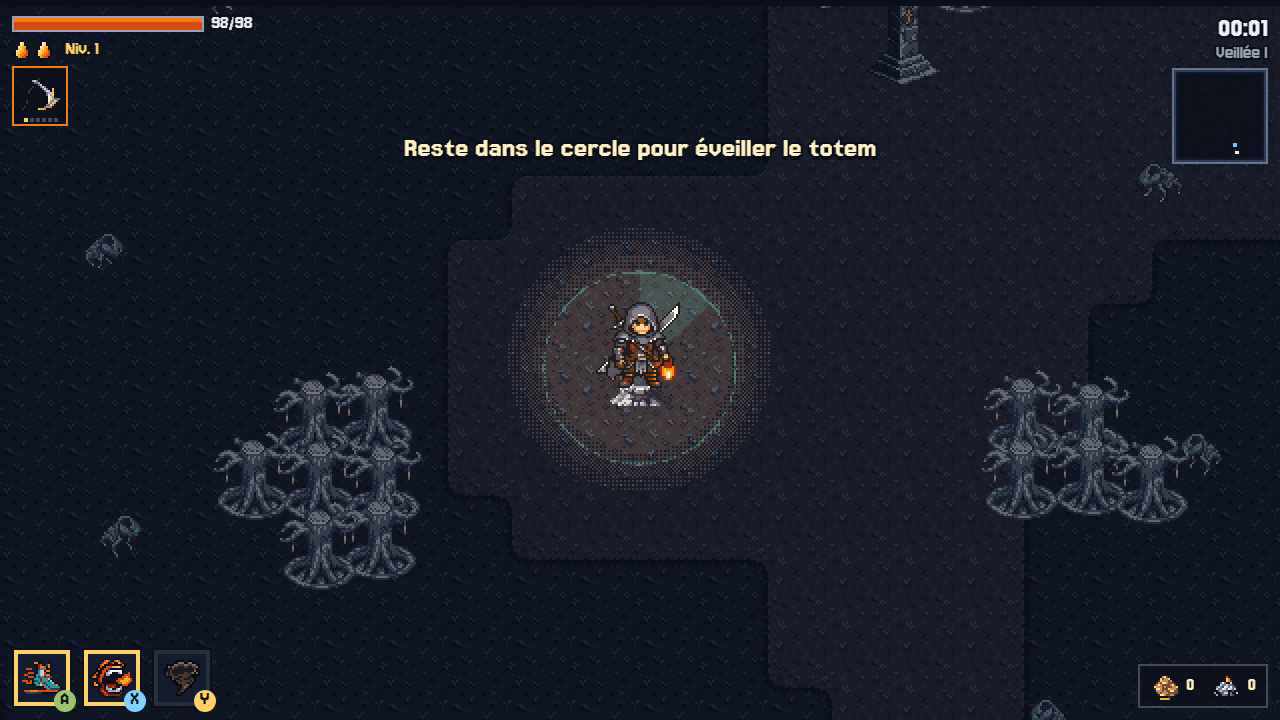 98/98
Niv. 1
00:01
Veillée I
Reste dans le cercle pour éveiller le totem
A
X
Y
0
0